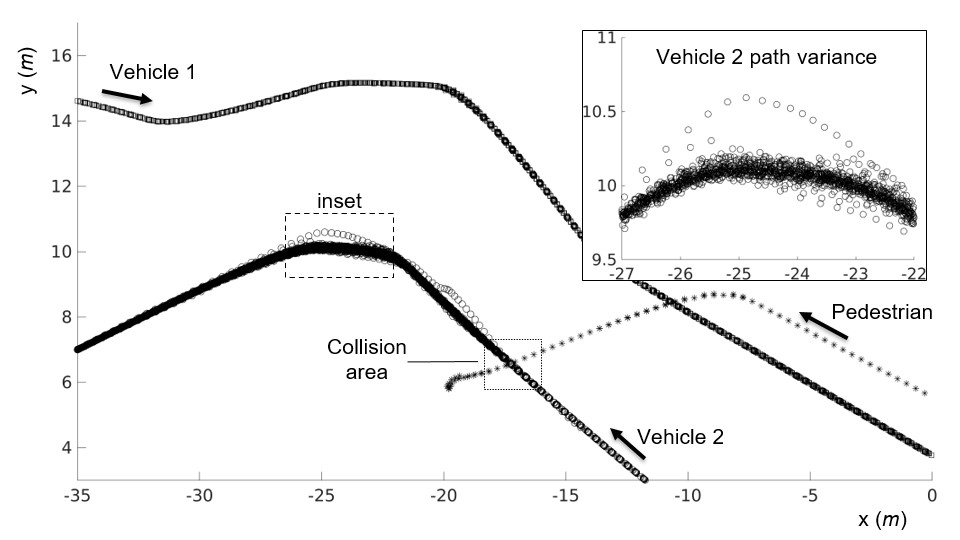 y (m)
16
14
12
10
8
6
4
Vehicle 1
inset
Collision
area
Vehicle 2 path variance
11
10.5
10
9.5
-27 -26 -25 -24 -23 -22
Pedestrian
Vehicle 2
-35 -30 -25 -20 -15 -10 -5 0
x (m)